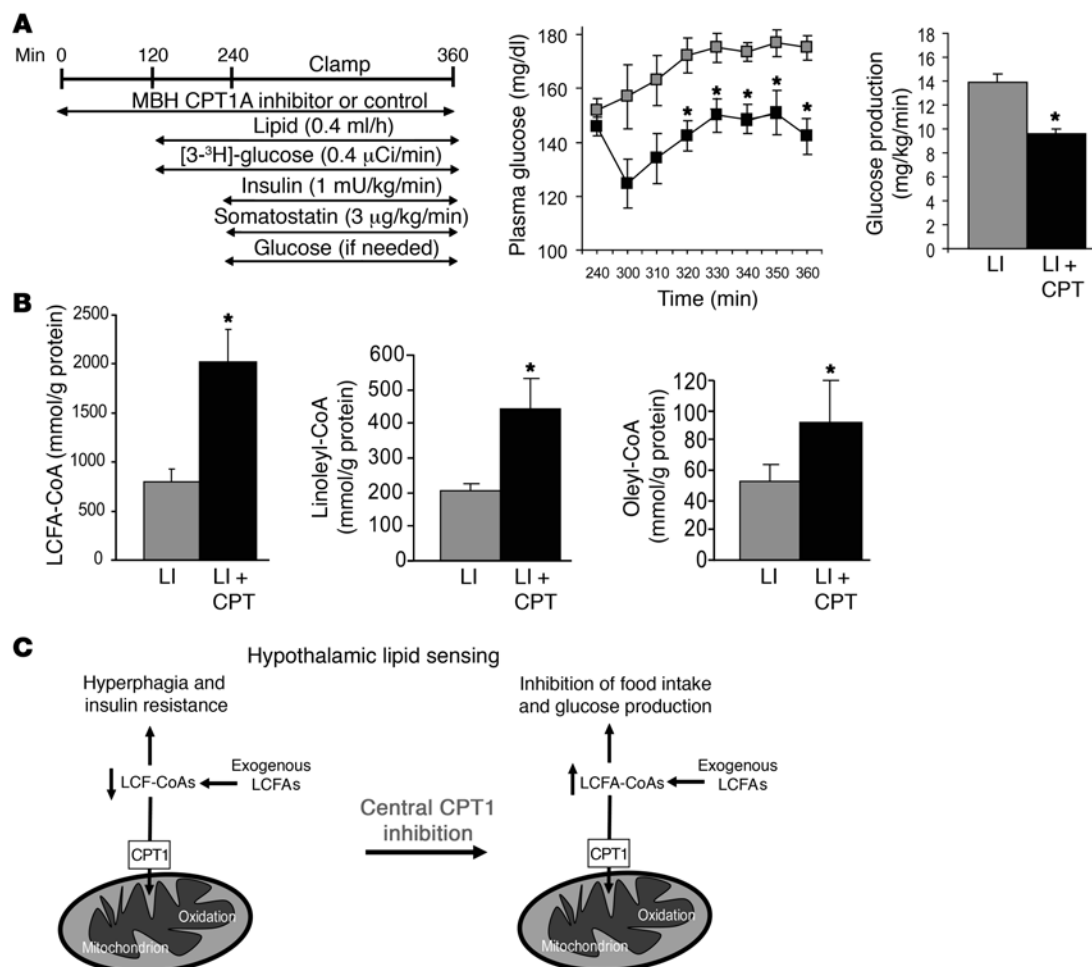 A
Min 0 120 240 360
Clamp
MBH CPT1A inhibitor or control
Lipid (0.4 ml/h)
[3-³H]-glucose (0.4 μCi/min)
Insulin (1 mU/kg/min)
Somatostatin (3 μg/kg/min)
Glucose (if needed)
Plasma glucose (mg/dl)
180
160
140
120
100
* * * * *
240 300 310 320 330 340 350 360
Time (min)
Glucose production
(mg/kg/min)
18
16
14
12
10
8
6
4
2
0
*
LI LI +
CPT
B
LCFA-CoA (mmol/g protein)
2500
2000
1500
1000
500
0
*
LI LI +
CPT
Linoleyl-CoA
(mmol/g protein)
600
500
400
300
200
100
0
*
LI LI +
CPT
Oleyl-CoA
(mmol/g protein)
120
100
80
60
40
20
0
*
LI LI +
CPT
C
Hypothalamic lipid sensing
Hyperphagia and
insulin resistance
LCF-CoAs
Exogenous
LCFAs
CPT1
Oxidation
Mitochondrion
Central CPT1
inhibition
Inhibition of food intake
and glucose production
LCFA-CoAs
Exogenous
LCFAs
CPT1
Oxidation
Mitochondrion